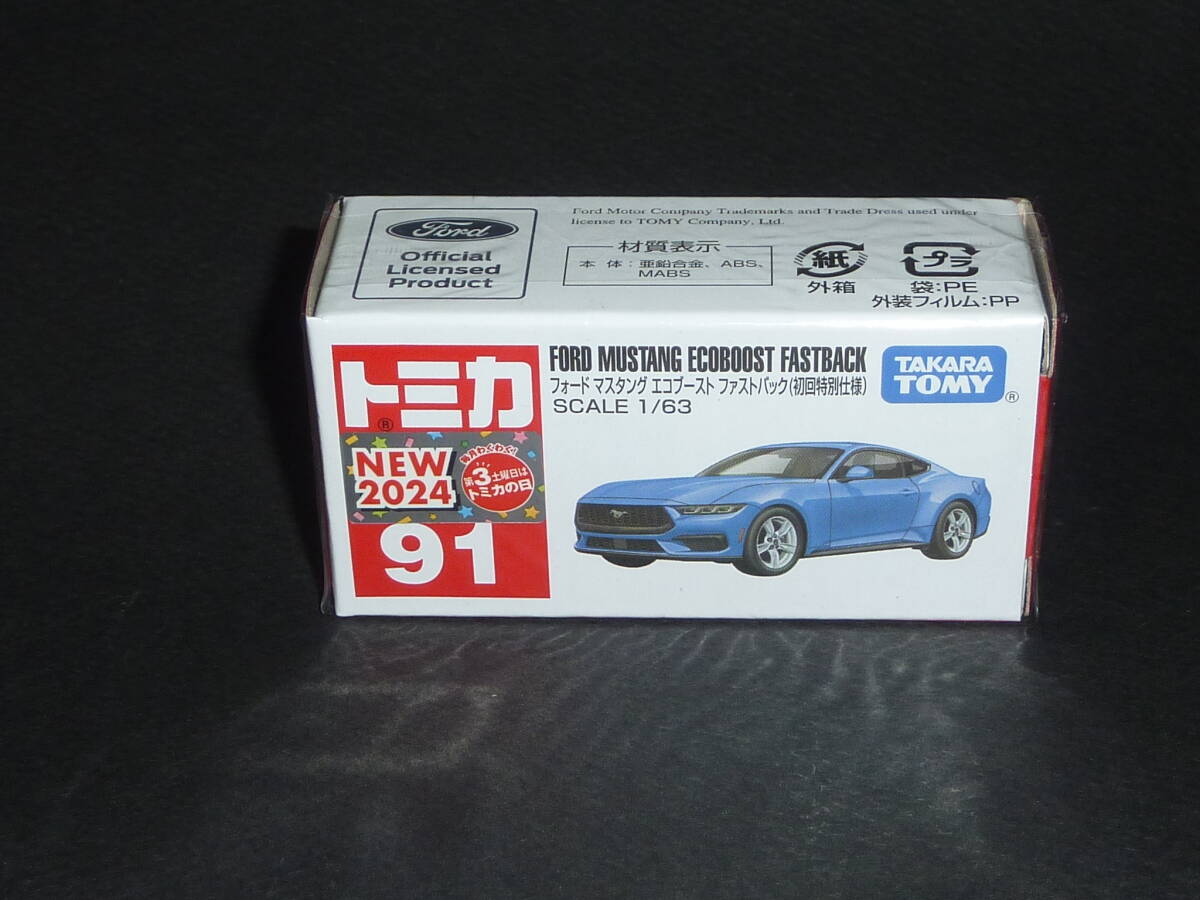 Ford
Official
Licensed
Product
Ford Motor Company Trademarks and Trade Dress used under
license to TOMY Company, Ltd.
材質表示
本 体：亜鉛合金、ABS、
MABS
紙
外箱
プラ
袋:PE
外装フィルム:PP
トミカ
®
NEW
2024
毎月わくわく!
第3土曜日は
トミカの日
91
FORD MUSTANG ECOBOOST FASTBACK
フォード マスタング エコブースト ファストバック(初回特別仕様)
SCALE 1/63
TAKARA
TOMY
®